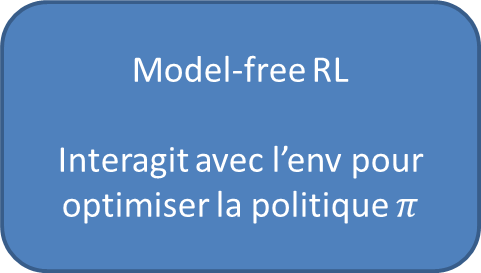 Model-free RL
Interagit avec l’env pour
optimiser la politique 𝜋